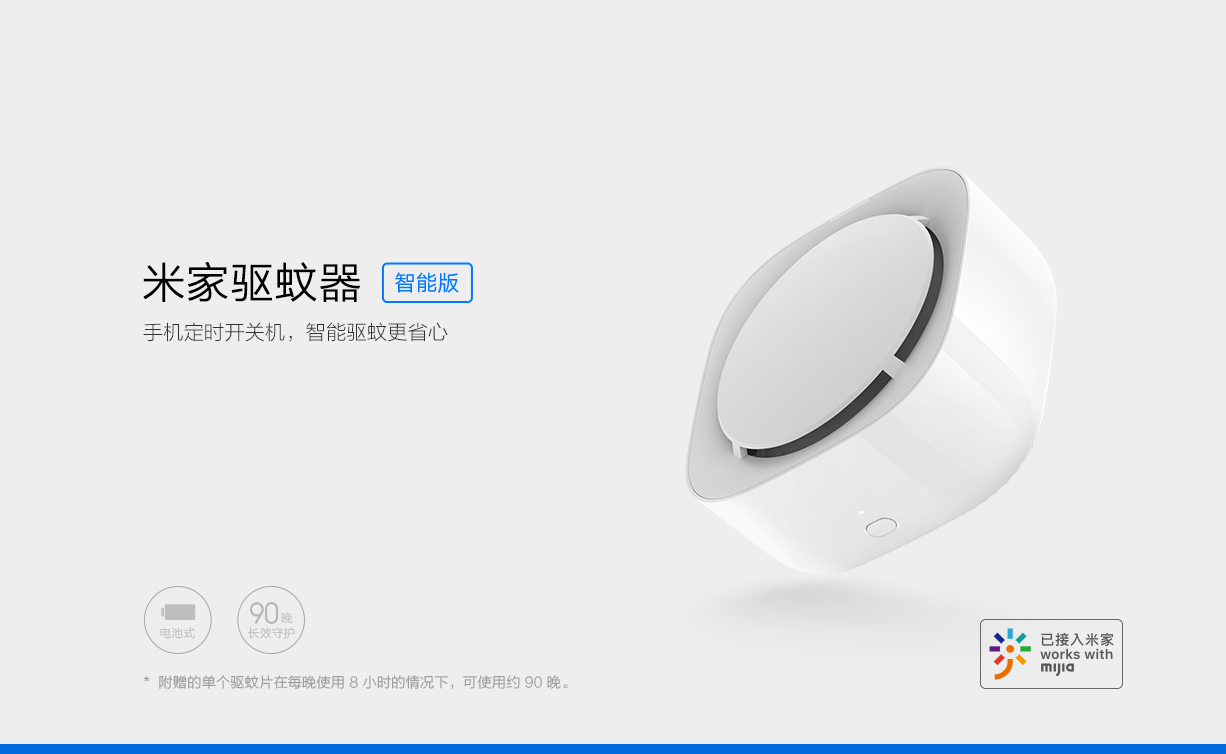 米家驱蚊器 智能版
手机定时开关机，智能驱蚊更省心
电池式
90晚
长效守护
* 附赠的单个驱蚊片在每晚使用 8 小时的情况下，可使用约 90 晚。
已接入米家
works with
mijia